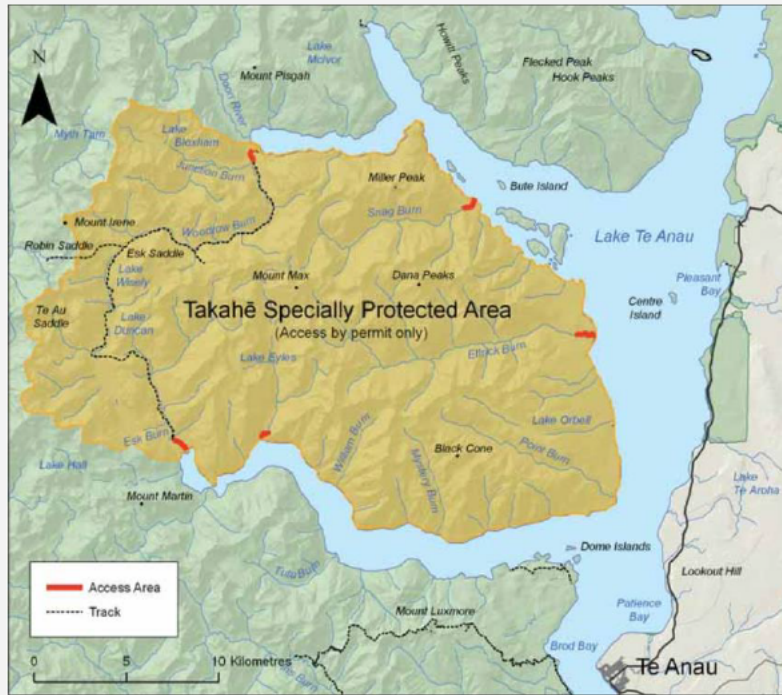 N
Lake
McIvor
Mount Pisgah
Howitt Peaks
Flecked Peak
Hook Peaks
Doon River
Myth Tarn
Lake
Bloxham
Junction Burn
Miller Peak
Bute Island
Snag Burn
Mount Irene
Woodrow Burn
Robin Saddle
Esk Saddle
Lake Te Anau
Lake
Wisely
Mount Max
Dana Peaks
Pleasant
Bay
Te Au
Saddle
Lake
Duncan
Takahē Specially Protected Area
(Access by permit only)
Centre
Island
Lake Eyles
Ettrick Burn
Lake Orbell
Esk Burn
William Burn
Mystery Burn
Black Cone
Point Burn
Lake Hall
Mount Martin
Lake
Te Aroha
Dome Islands
Tutu Burn
Lookout Hill
Access Area
Track
Mount Luxmore
Patience
Bay
Brod Bay
0 5 10 Kilometres
Burn
Te Anau